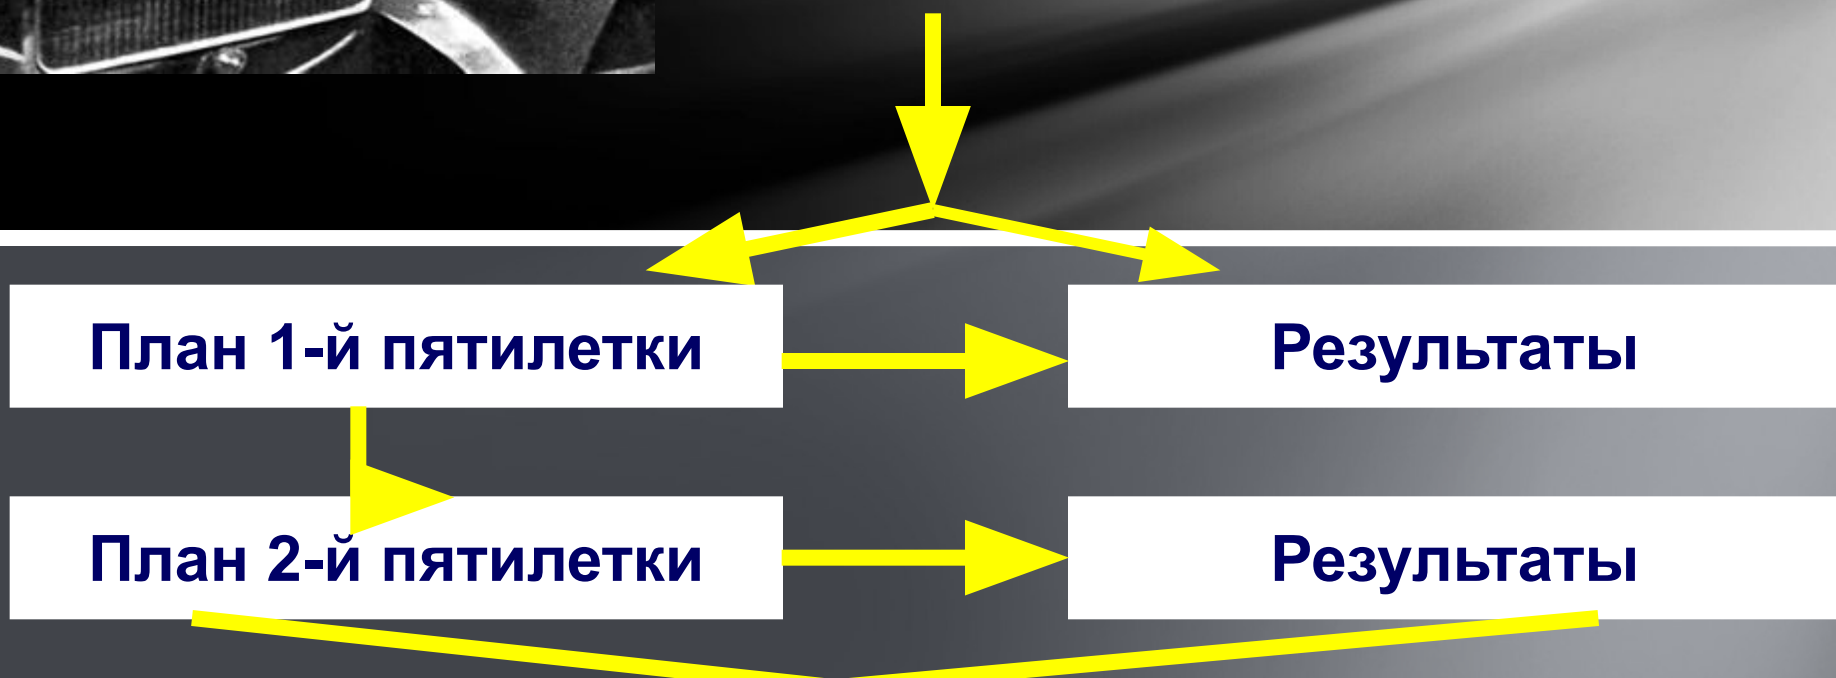 План 1-й пятилетки
Результаты
План 2-й пятилетки
Результаты